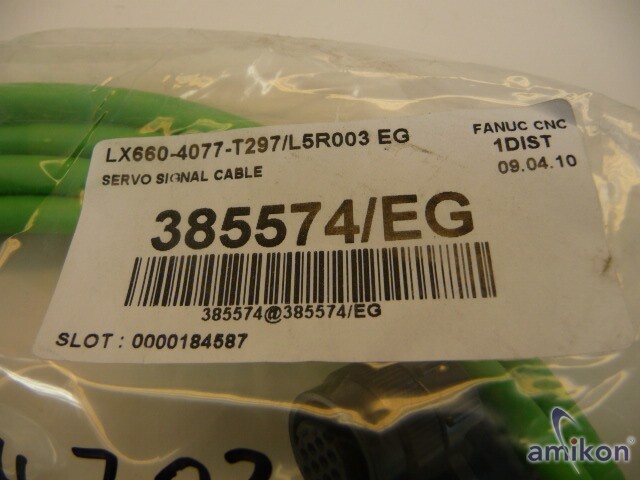 LX660-4077-T297/L5R003 EG
FANUC CNC
1DIST
09.04.10
SERVO SIGNAL CABLE
385574/EG
385574@385574/EG
SLOT : 0000184587
amikon